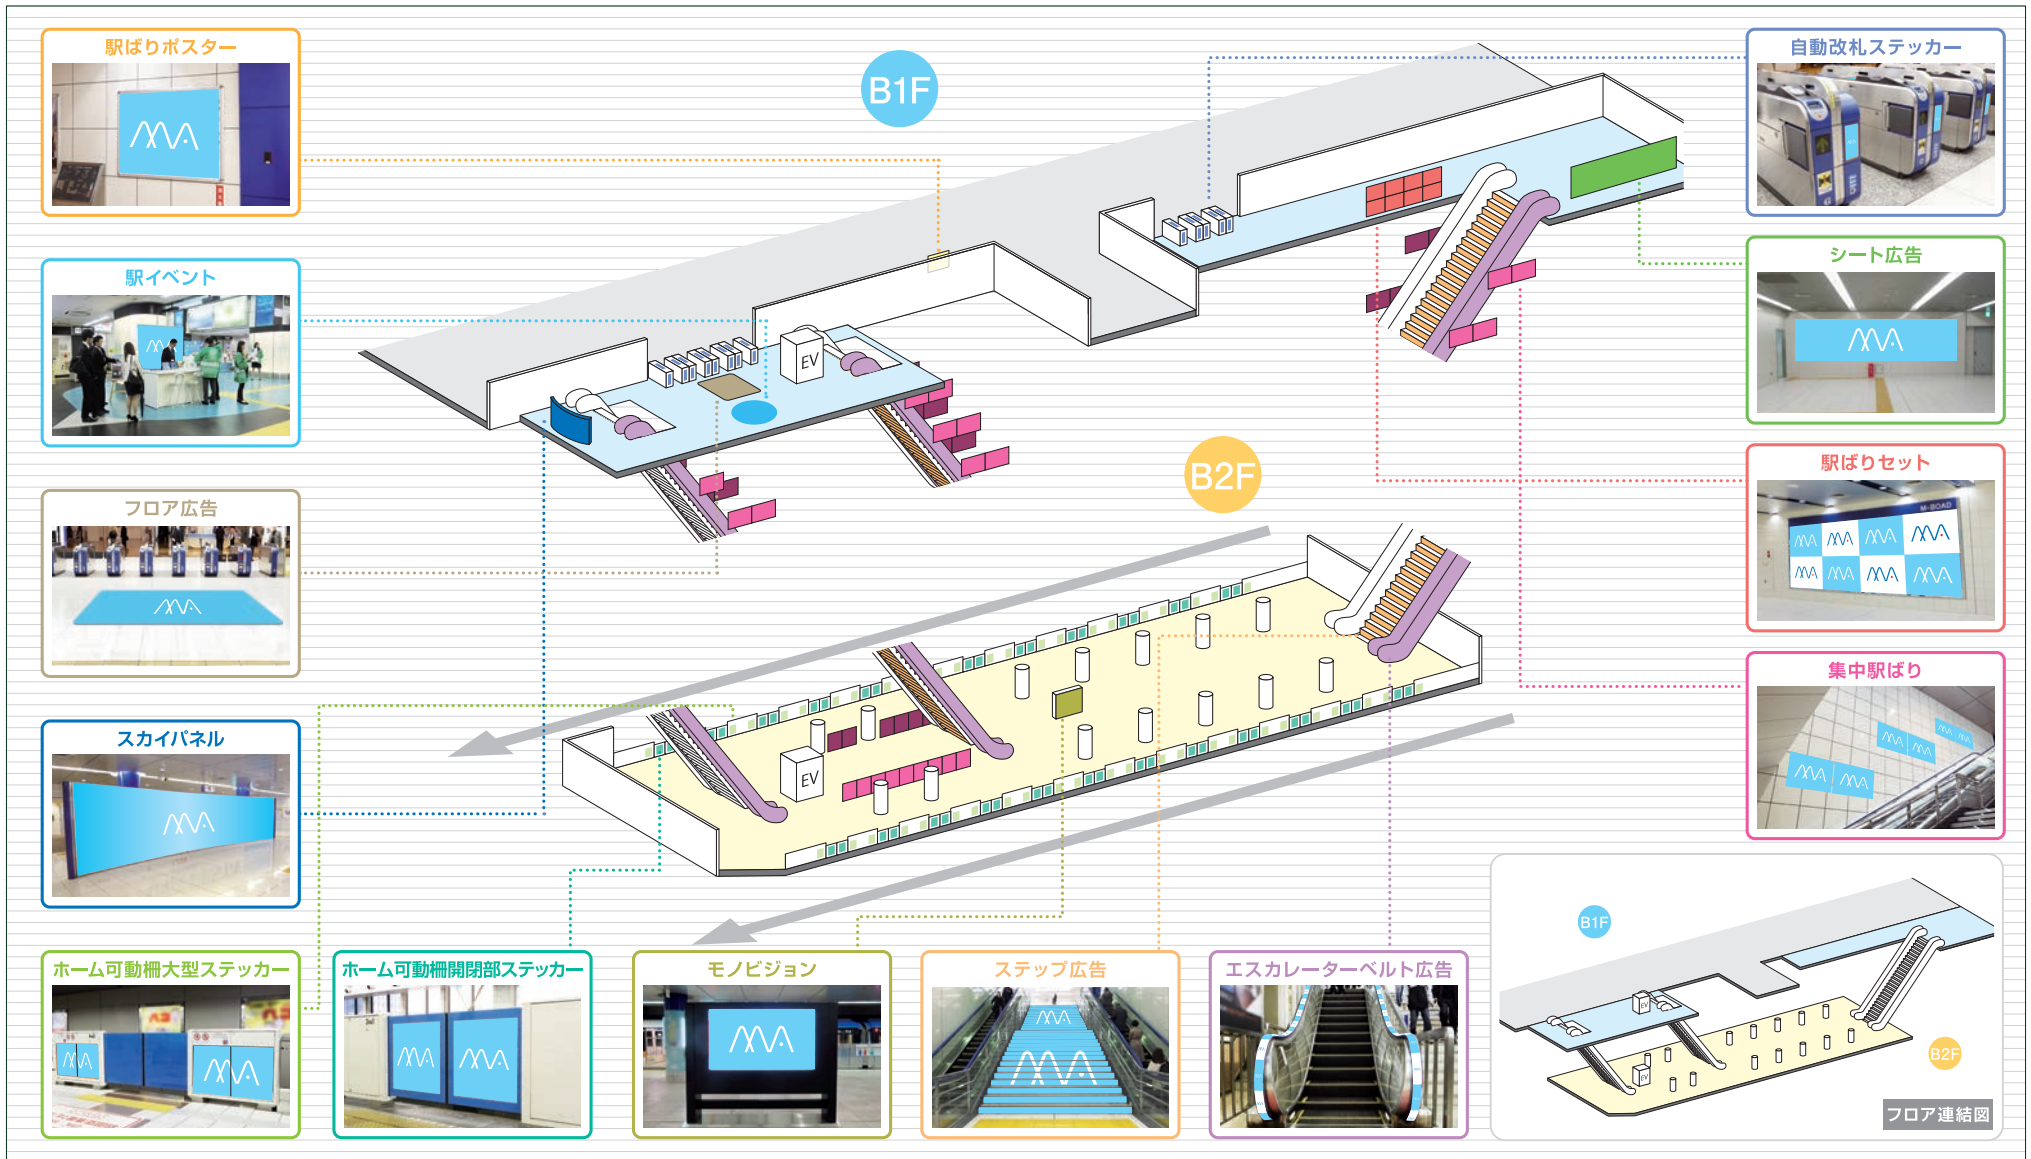 駅ばりポスター
B1F
自動改札ステッカー
駅イベント
EV
シート広告
B2F
駅ばりセット
M-BOAD
フロア広告
集中駅ばり
スカイパネル
EV
ホーム可動柵大型ステッカー
ホーム可動柵開閉部ステッカー
モノビジョン
ステップ広告
エスカレーターベルト広告
B1F
EV
B2F
EV
フロア連結図